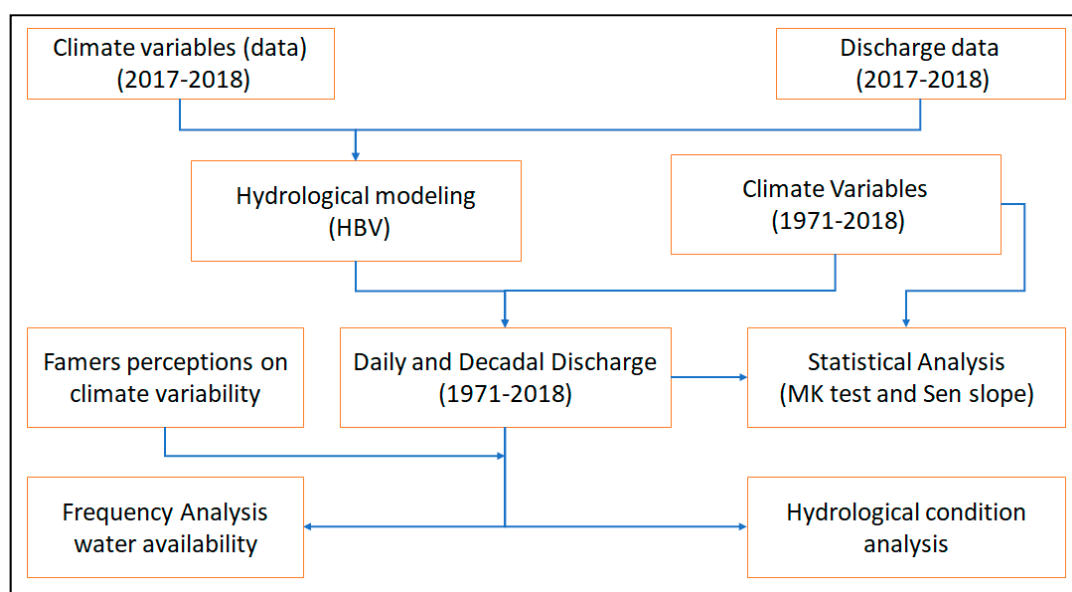 Climate variables (data)
(2017-2018)
Discharge data
(2017-2018)
Hydrological modeling
(HBV)
Climate Variables
(1971-2018)
Famers perceptions on
climate variability
Daily and Decadal Discharge
(1971-2018)
Statistical Analysis
(MK test and Sen slope)
Frequency Analysis
water availability
Hydrological condition
analysis